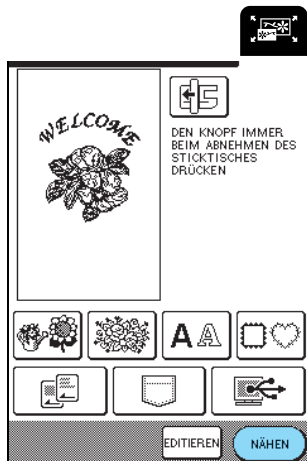 WELCOME
DEN KNOPF IMMER
BEIM ABNEHMEN DES
STICKTISCHES
DRÜCKEN
A A
EDITIEREN
NÄHEN